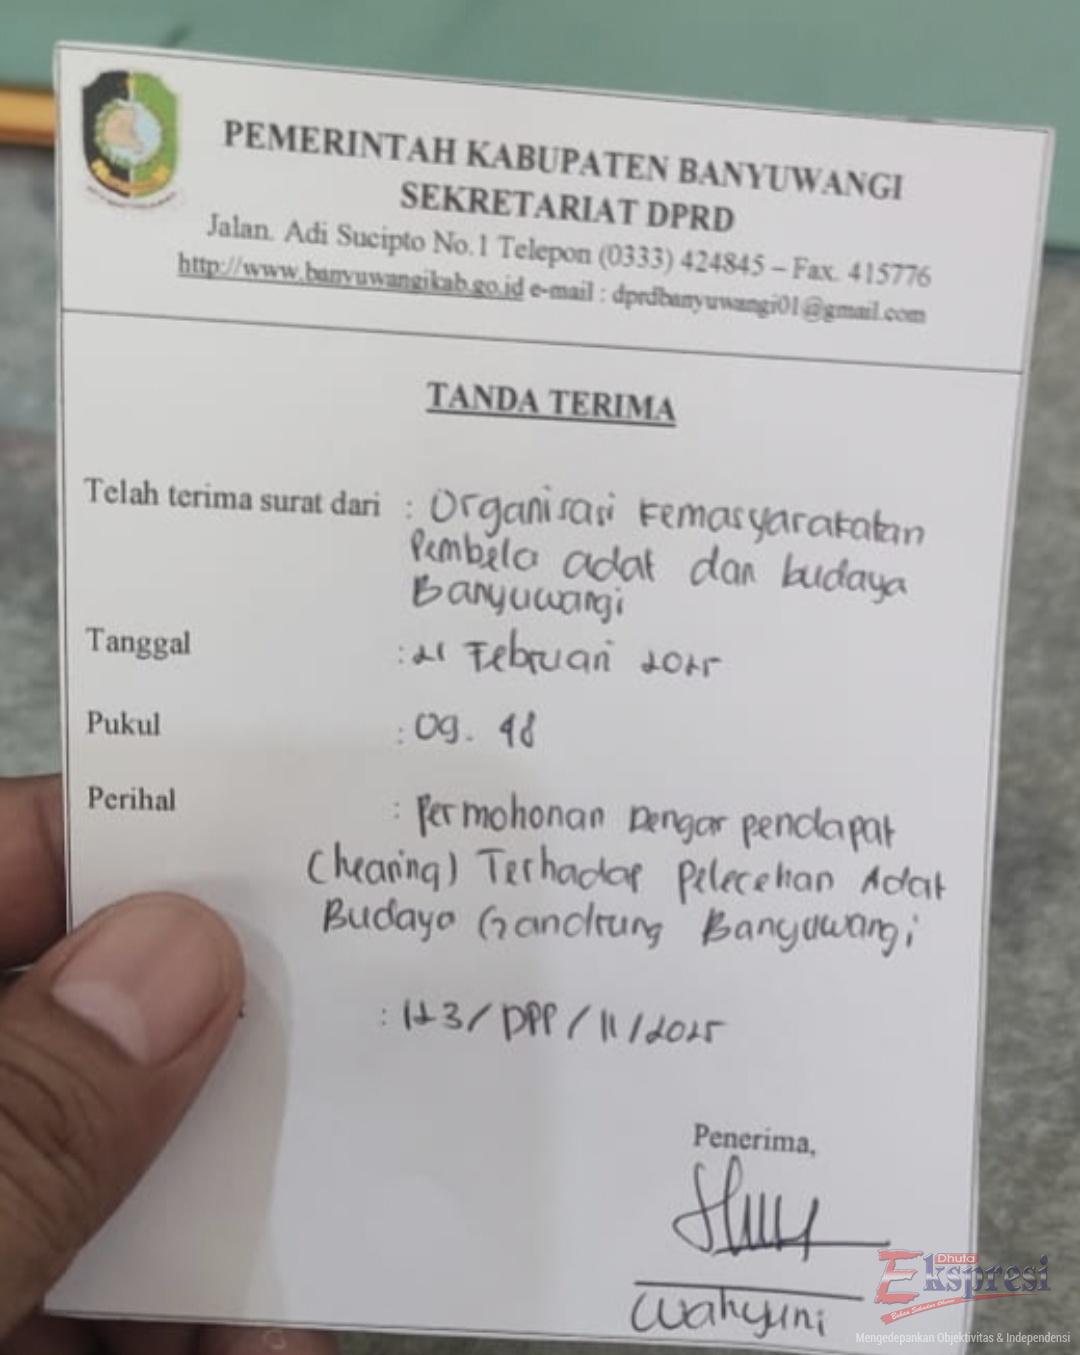 PEMERINTAH KABUPATEN BANYUWANGI
SEKRETARIAT DPRD
Jalan. Adi Sucipto No.1 Telepon (0333) 424845 – Fax. 415776
http://www.banyuwangikab.go.id e-mail : dprdbanyuwangi01@gmail.com
TANDA TERIMA
Telah terima surat dari : Organisasi Kemasyarakatan
Pembela adat dan budaya
Banyuwangi
Tanggal : 21 Februari 2025
Pukul : 09. 48
Perihal : Permohonan Dengar pendapat
(hearing) Terhadap Pelecehan Adat
Budaya Gandrung Banyuwangi
: 123/DPP/II/2025
Penerima,
Wahyuni
Dhuta
Ekspresi
Mengedepankan Objektivitas & Independensi